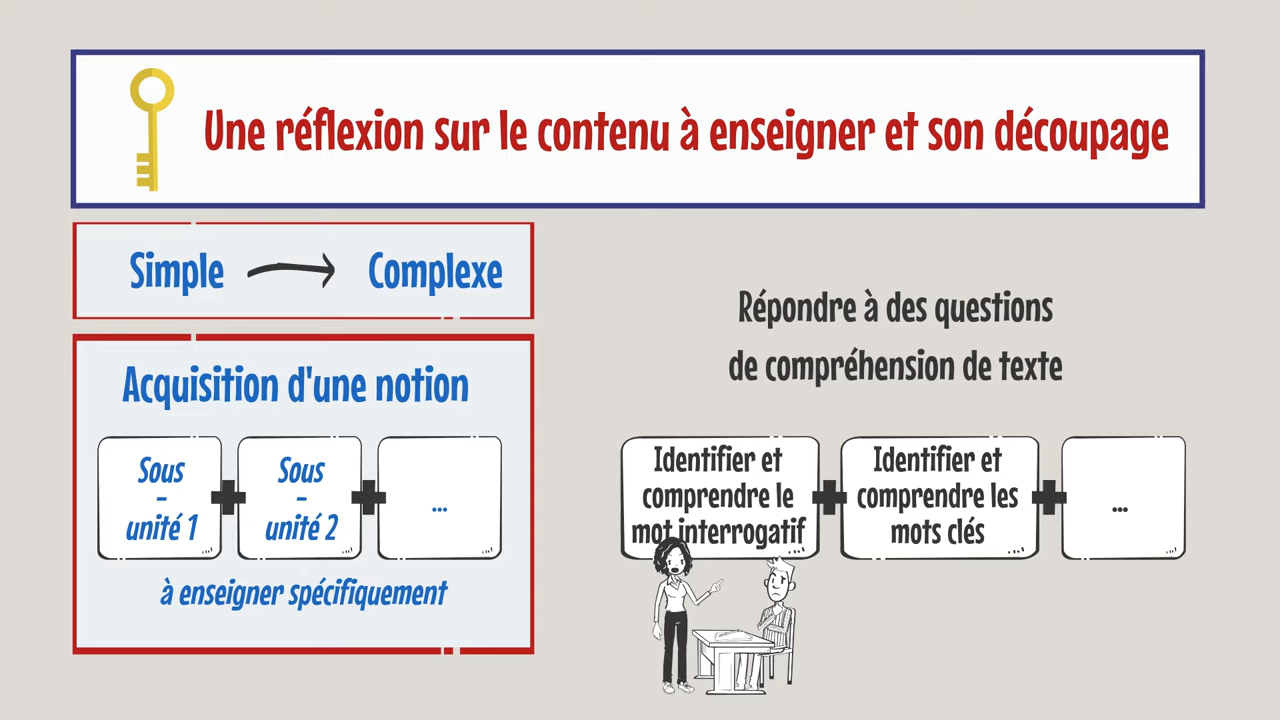 Une réflexion sur le contenu à enseigner et son découpage
Simple
Complexe
Acquisition d'une notion
Sous
-
unité 1
Sous
-
unité 2
...
à enseigner spécifiquement
Répondre à des questions
de compréhension de texte
Identifier et
comprendre le
mot interrogatif
Identifier et
comprendre les
mots clés
...